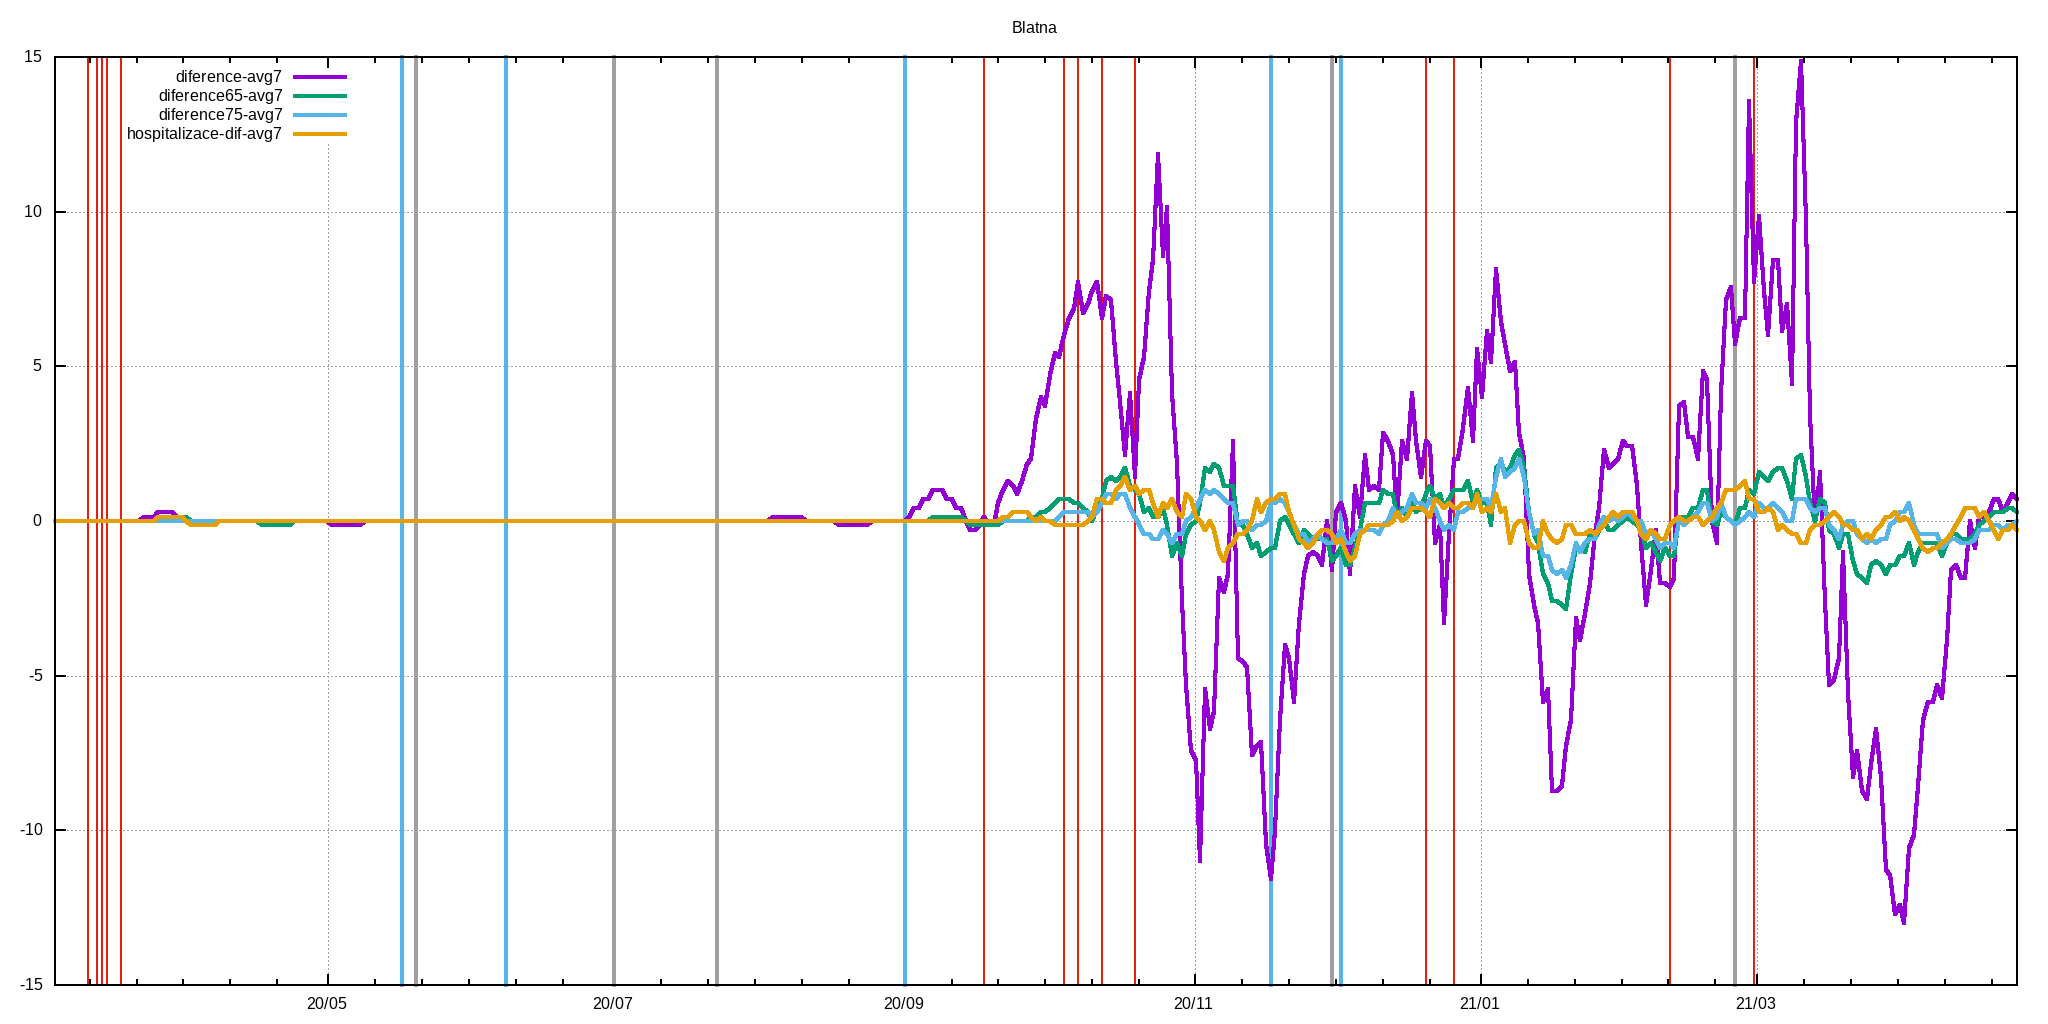 Blatna
15
10
5
0
-5
-10
-15
diference-avg7
diference65-avg7
diference75-avg7
hospitalizace-dif-avg7
20/05
20/07
20/09
20/11
21/01
21/03